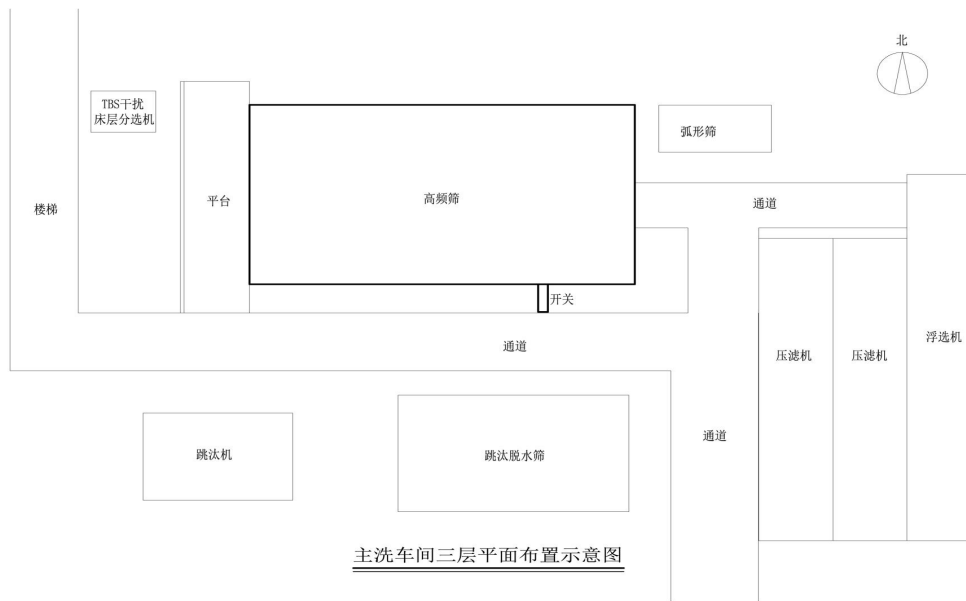 北
TBS干扰
床层分选机
弧形筛
楼梯
平台
高频筛
通道
开关
通道
压滤机
压滤机
浮选机
跳汰机
跳汰脱水筛
通道
主洗车间三层平面布置示意图